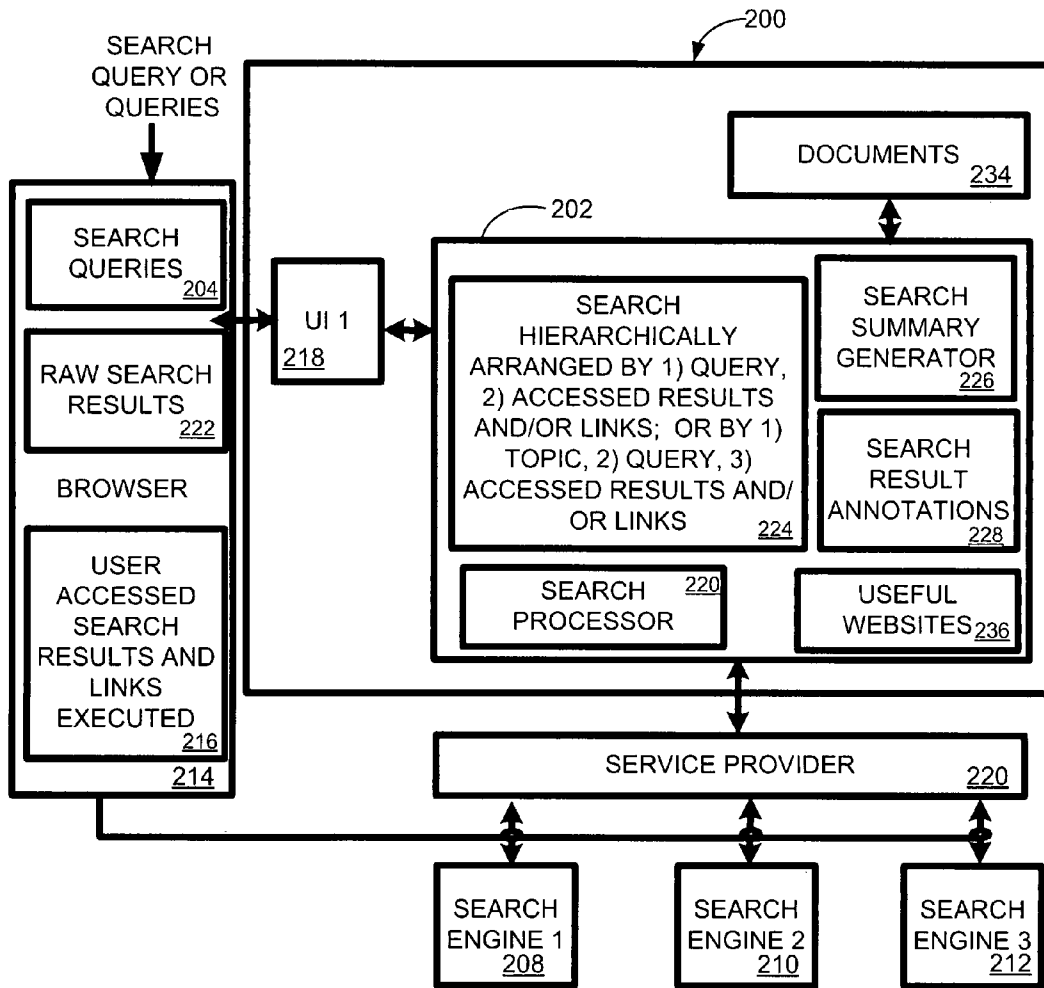 200
SEARCH
QUERY OR
QUERIES
DOCUMENTS
234
202
SEARCH
QUERIES
204
UI 1
218
RAW SEARCH
RESULTS
222
BROWSER
USER
ACCESSED
SEARCH
RESULTS AND
LINKS
EXECUTED
216
214
SEARCH
HIERARCHICALLY
ARRANGED BY 1) QUERY,
2) ACCESSED RESULTS
AND/OR LINKS; OR BY 1)
TOPIC, 2) QUERY, 3)
ACCESSED RESULTS AND/
OR LINKS
224
SEARCH
SUMMARY
GENERATOR
226
SEARCH
RESULT
ANNOTATIONS
228
220
SEARCH
PROCESSOR
USEFUL
WEBSITES
236
SERVICE PROVIDER
220
SEARCH
ENGINE 1
208
SEARCH
ENGINE 2
210
SEARCH
ENGINE 3
212